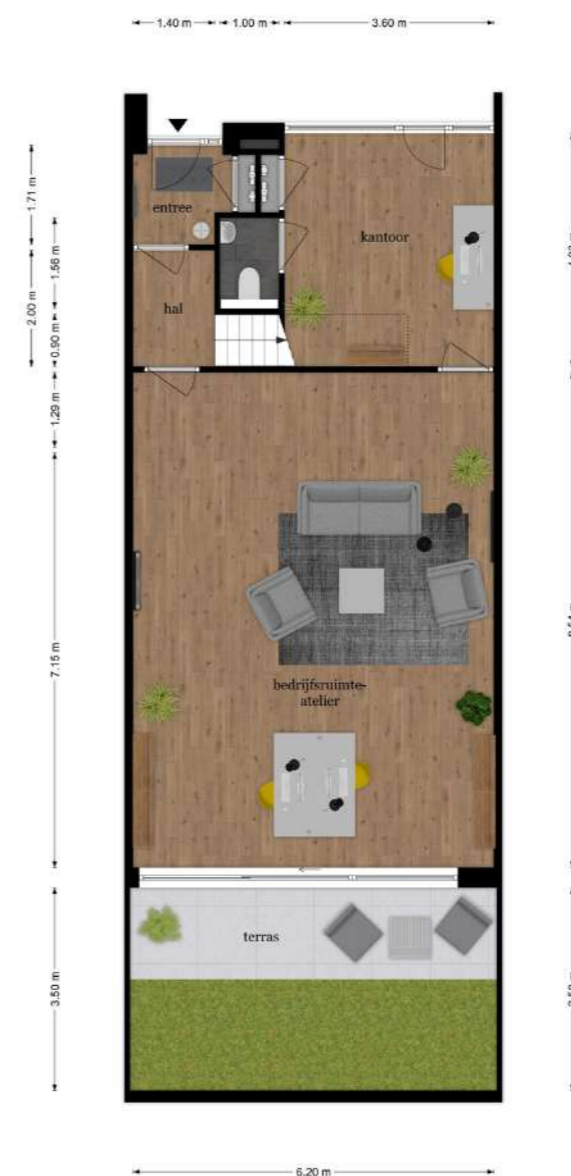 1.40 m
1.00 m
3.60 m
1.71 m
2.00 m
1.56 m
0.90 m
1.29 m
7.15 m
3.50 m
entree
kantoor
hal
bedrijfsruimte-
atelier
terras
6.20 m